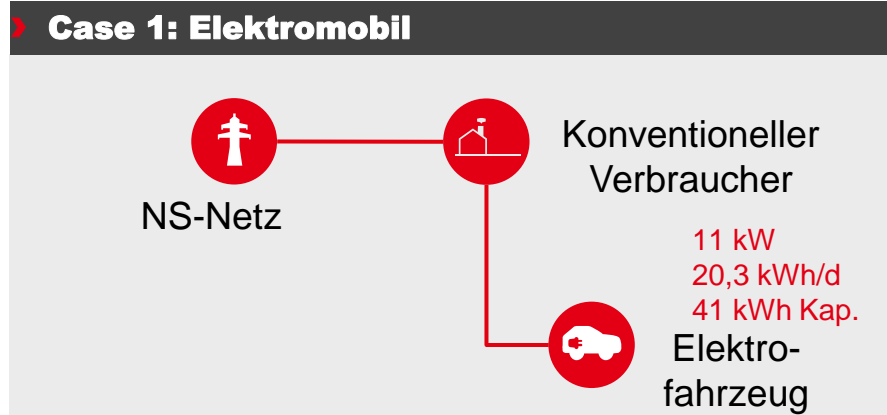 Case 1: Elektromobil
Konventioneller
Verbraucher
NS-Netz
11 kW
20,3 kWh/d
41 kWh Kap.
Elektro-
fahrzeug